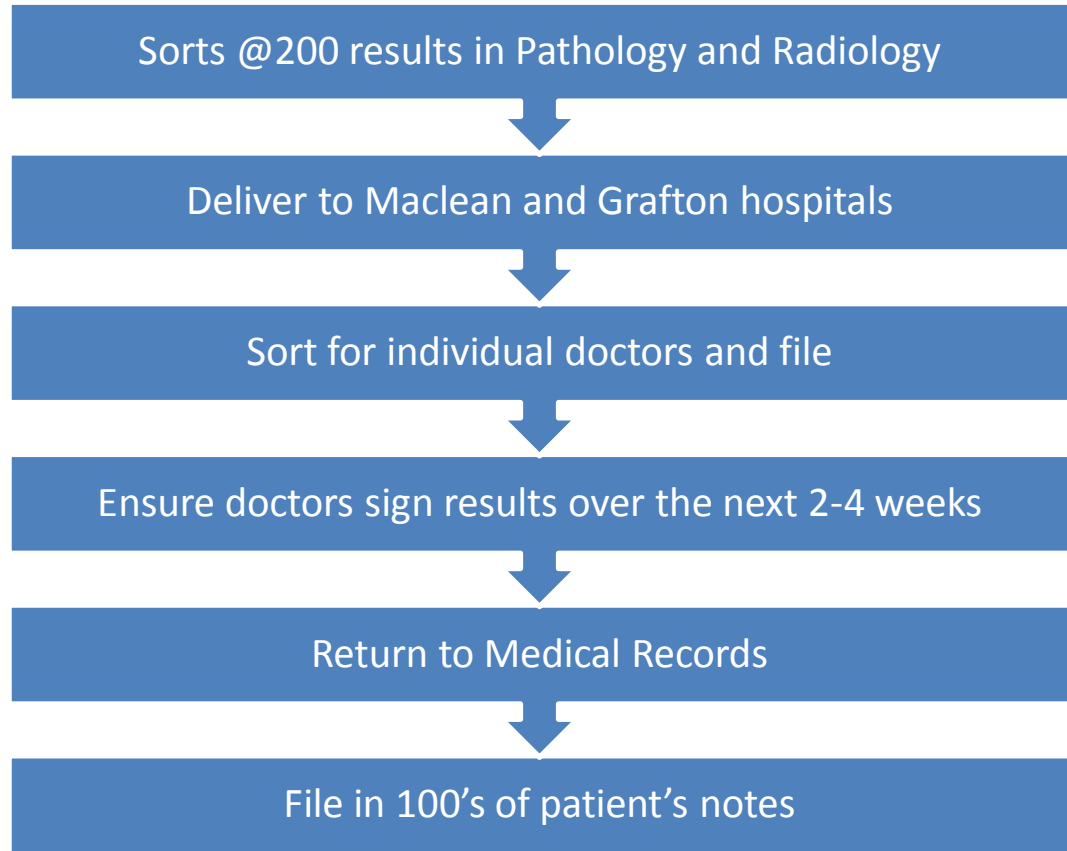 Sorts @200 results in Pathology and Radiology
Deliver to Maclean and Grafton hospitals
Sort for individual doctors and file
Ensure doctors sign results over the next 2-4 weeks
Return to Medical Records
File in 100’s of patient’s notes